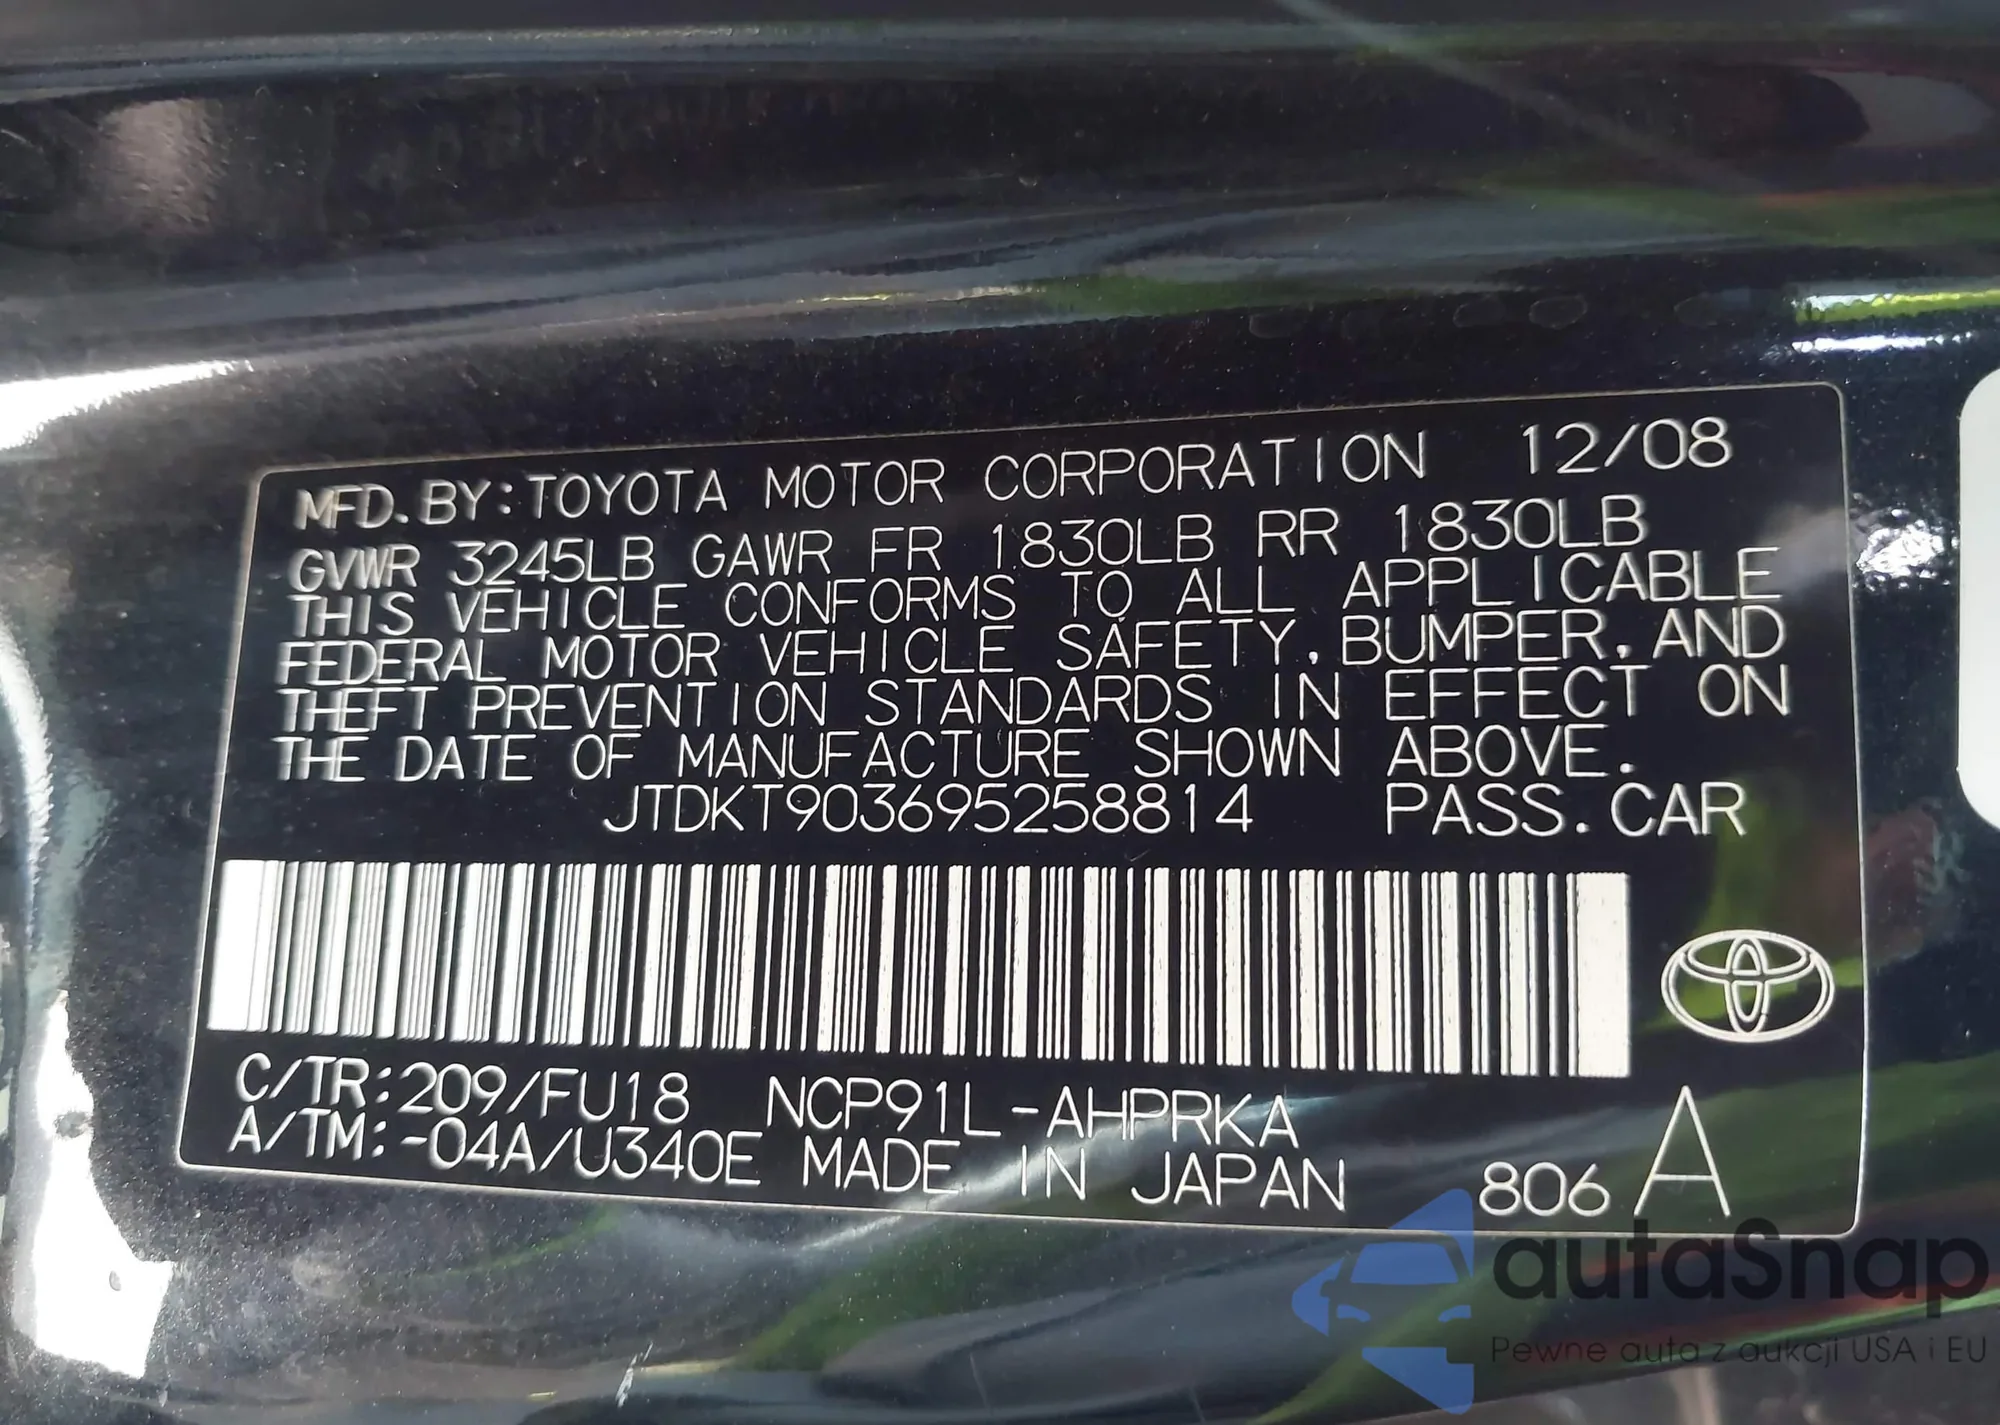 MFD.BY:TOYOTA MOTOR CORPORATION 12/08
GVWR 3245LB GAWR FR 1830LB RR 1830LB
THIS VEHICLE CONFORMS TO ALL APPLICABLE
FEDERAL MOTOR VEHICLE SAFETY, BUMPER, AND
THEFT PREVENTION STANDARDS IN EFFECT ON
THE DATE OF MANUFACTURE SHOWN ABOVE.
JTDKT903695258814 PASS.CAR
C/TR:209/FU18 NCP91L-AHPRKA
A/TM:-04A/U340E MADE IN JAPAN 806 A
autaSnap
Pewne auta z aukcji USA i EU